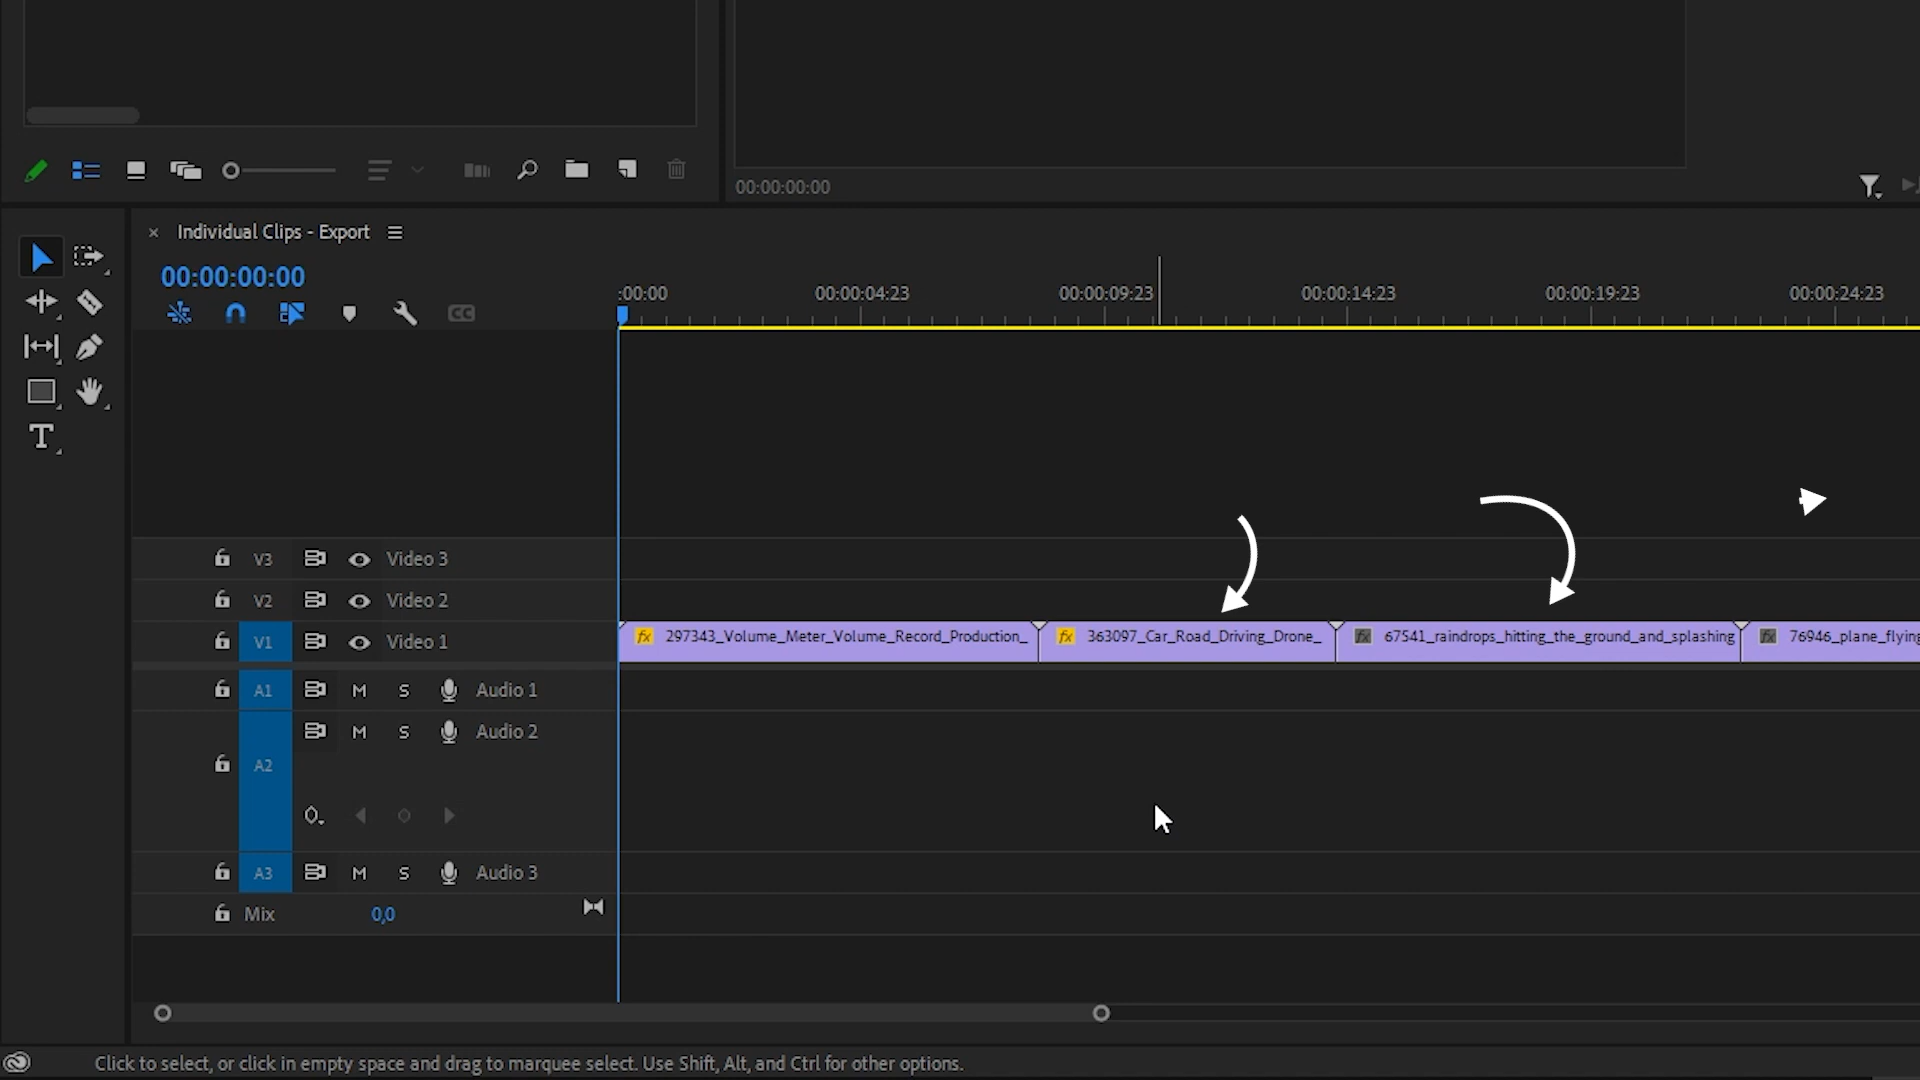 00:00:00:00
Individual Clips - Export
00:00:00:00
CC
:00:00
00:00:04:23
00:00:09:23
00:00:14:23
00:00:19:23
00:00:24:23
T
V3 Video 3
V2 Video 2
V1 Video 1
fx 297343_Volume_Meter_Volume_Record_Production_
fx 363097_Car_Road_Driving_Drone_
fx 67541_raindrops_hitting_the_ground_and_splashing
fx 76946_plane_flying
A1 M S Audio 1
M S Audio 2
A2
A3 M S Audio 3
Mix 0,0
Click to select, or click in empty space and drag to marquee select. Use Shift, Alt, and Ctrl for other options.